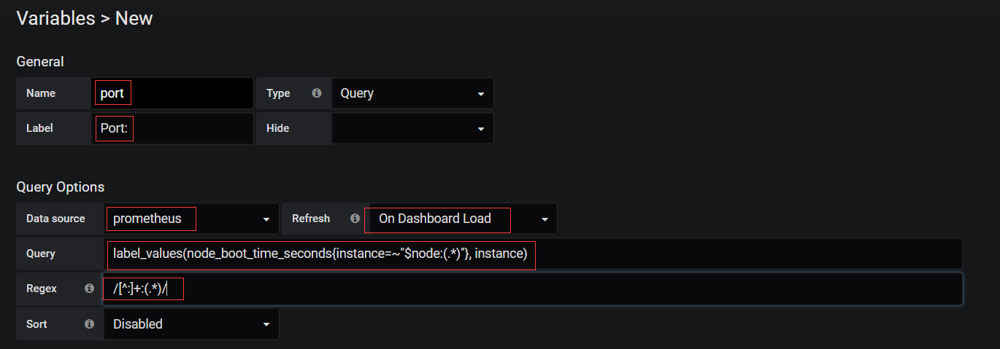 Variables > New
General
Name port Type Query
Label Port: Hide
Query Options
Data source prometheus Refresh On Dashboard Load
Query label_values(node_boot_time_seconds{instance=~"$node:(.*)"}, instance)
Regex /[^:]+:(.*)/
Sort Disabled